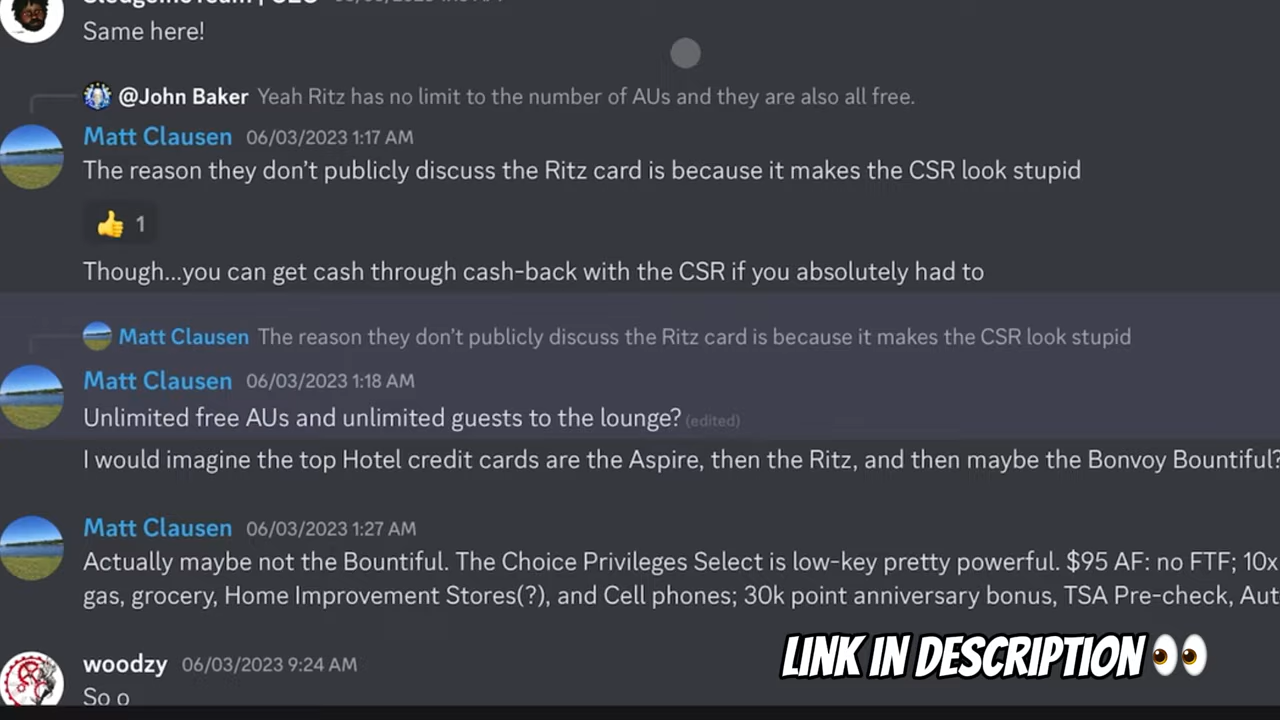 Same here!
@John Baker Yeah Ritz has no limit to the number of AUs and they are also all free.
Matt Clausen 06/03/2023 1:17 AM
The reason they don't publicly discuss the Ritz card is because it makes the CSR look stupid
👍 1
Though...you can get cash through cash-back with the CSR if you absolutely had to
Matt Clausen The reason they don't publicly discuss the Ritz card is because it makes the CSR look stupid
Matt Clausen 06/03/2023 1:18 AM
Unlimited free AUs and unlimited guests to the lounge? (edited)
I would imagine the top Hotel credit cards are the Aspire, then the Ritz, and then maybe the Bonvoy Bountiful?
Matt Clausen 06/03/2023 1:27 AM
Actually maybe not the Bountiful. The Choice Privileges Select is low-key pretty powerful. $95 AF: no FTF; 10x
gas, grocery, Home Improvement Stores(?), and Cell phones; 30k point anniversary bonus, TSA Pre-check, Aut
LINK IN DESCRIPTION 👀
woodzy 06/03/2023 9:24 AM
So o